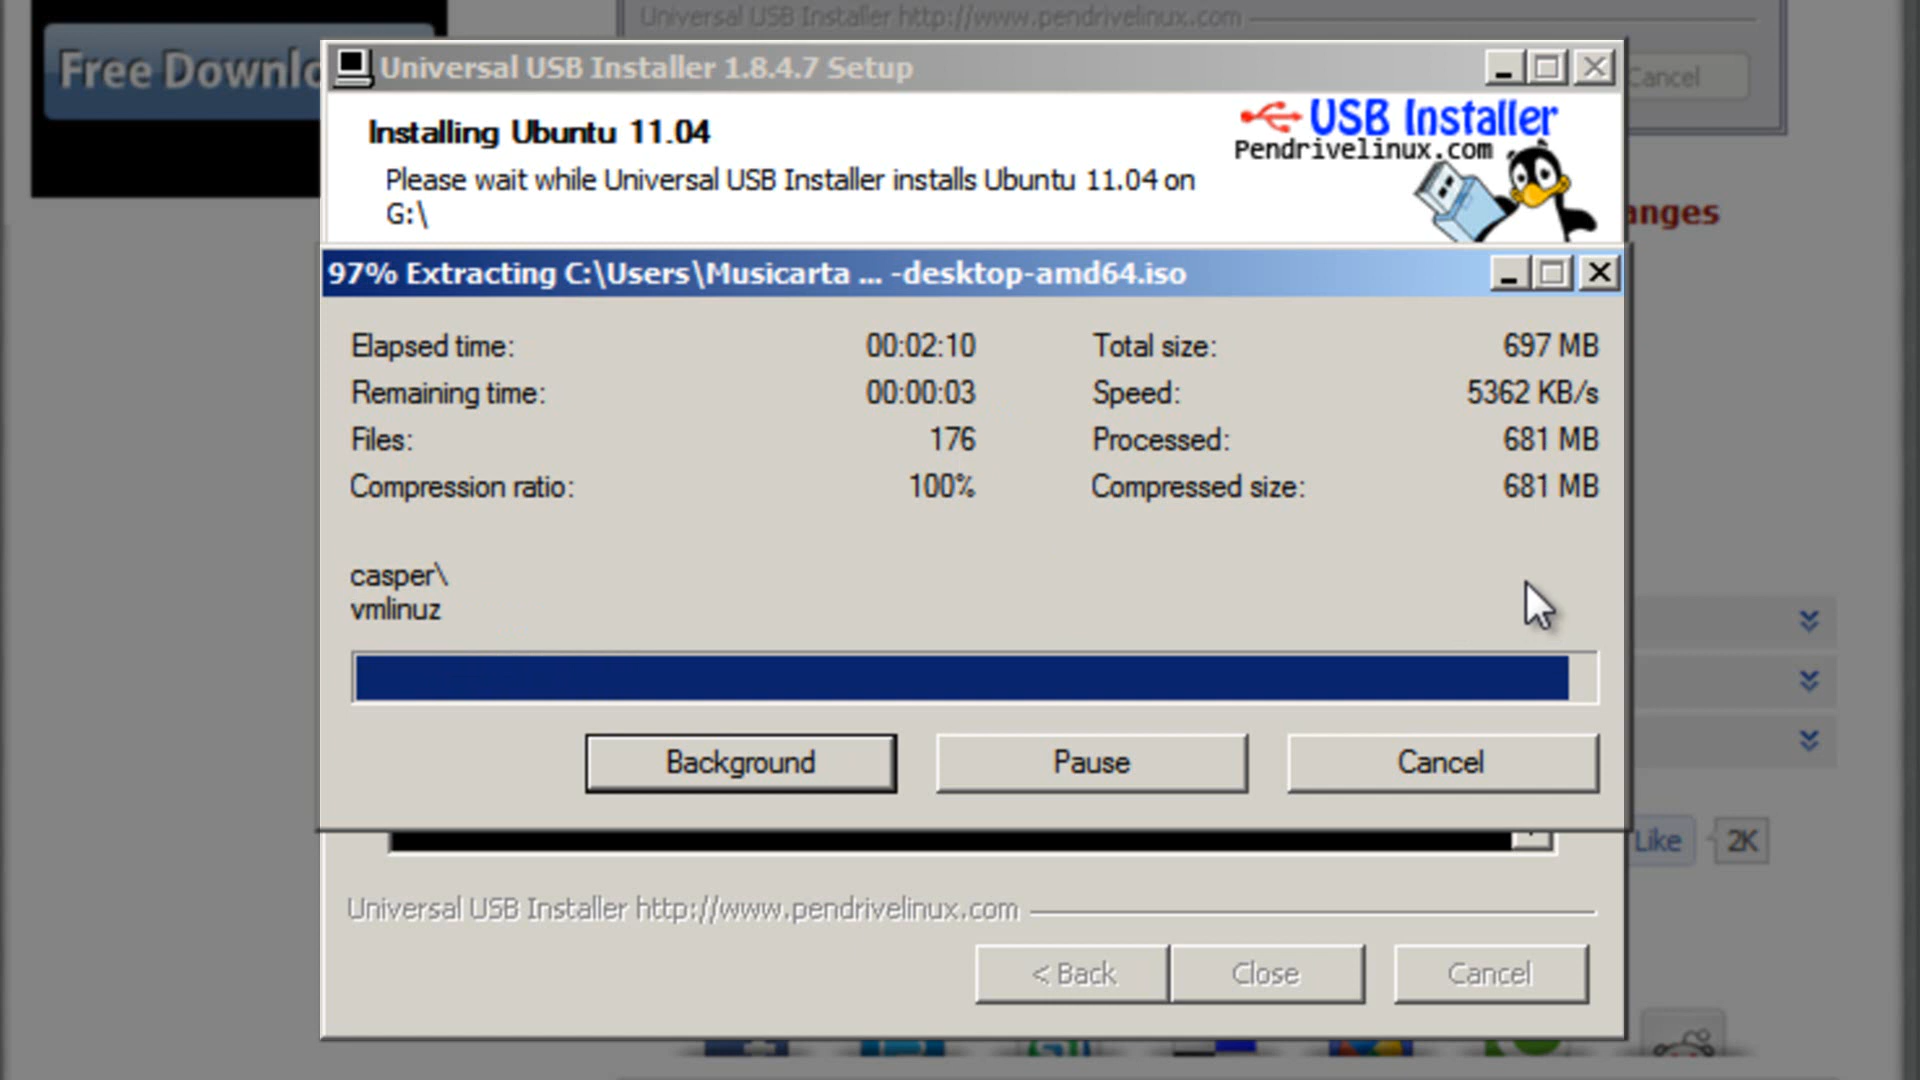 Universal USB Installer http://www.pendrivelinux.com
Free Downlo
Cancel
Universal USB Installer 1.8.4.7 Setup
Installing Ubuntu 11.04
Please wait while Universal USB Installer installs Ubuntu 11.04 on
G:\
USB Installer
Pendrivelinux.com
anges
97% Extracting C:\Users\Musicarta ... -desktop-amd64.iso
Elapsed time: 00:02:10 Total size: 697 MB
Remaining time: 00:00:03 Speed: 5362 KB/s
Files: 176 Processed: 681 MB
Compression ratio: 100% Compressed size: 681 MB
casper\
vmlinuz
Background Pause Cancel
Like 2K
Universal USB Installer http://www.pendrivelinux.com
< Back Close Cancel